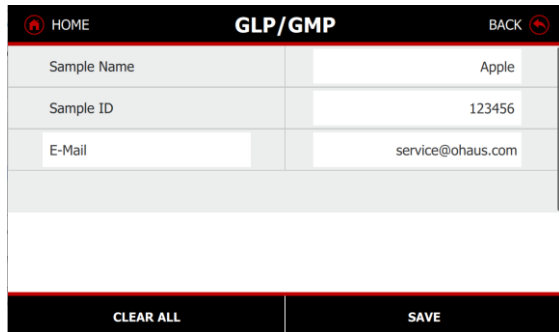 HOME GLP/GMP BACK
Sample Name Apple
Sample ID 123456
E-Mail service@ohaus.com
CLEAR ALL SAVE